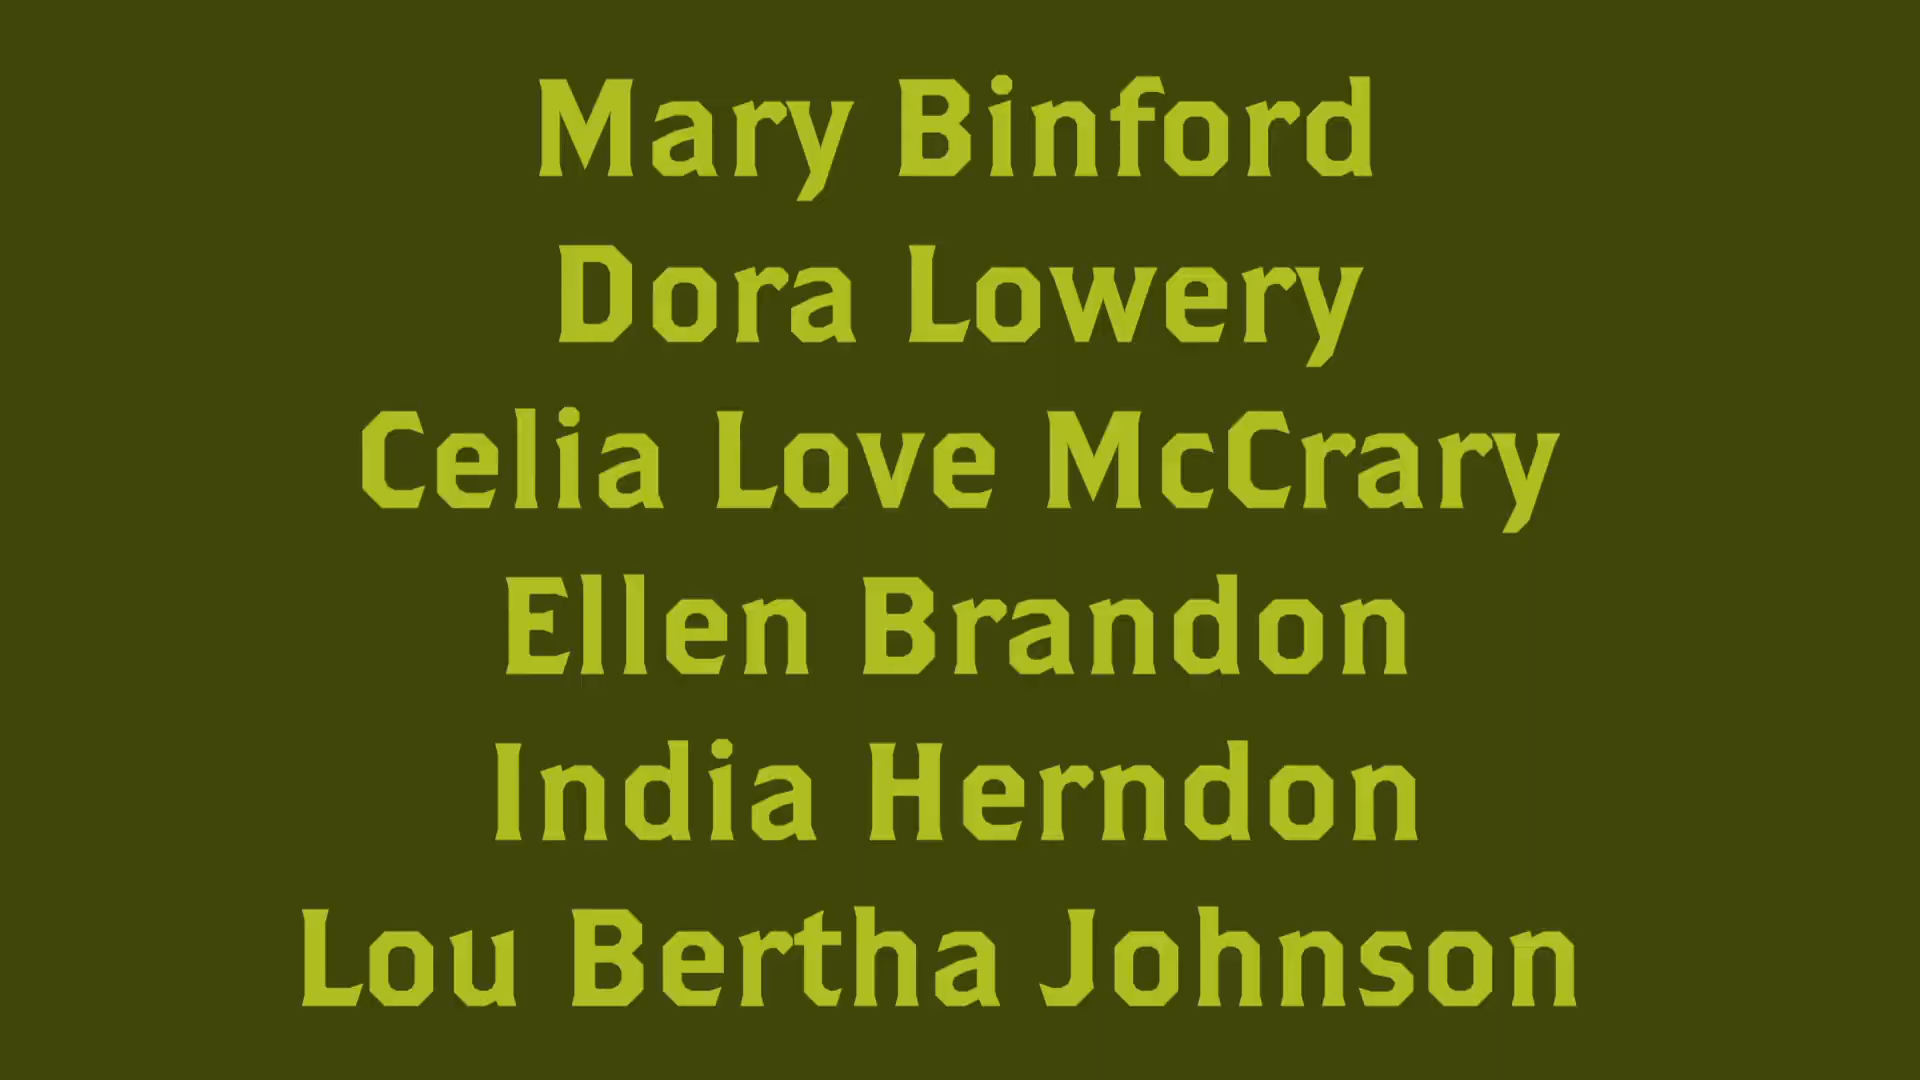 Mary Binford
Dora Lowery
Celia Love McCrary
Ellen Brandon
India Herndon
Lou Bertha Johnson